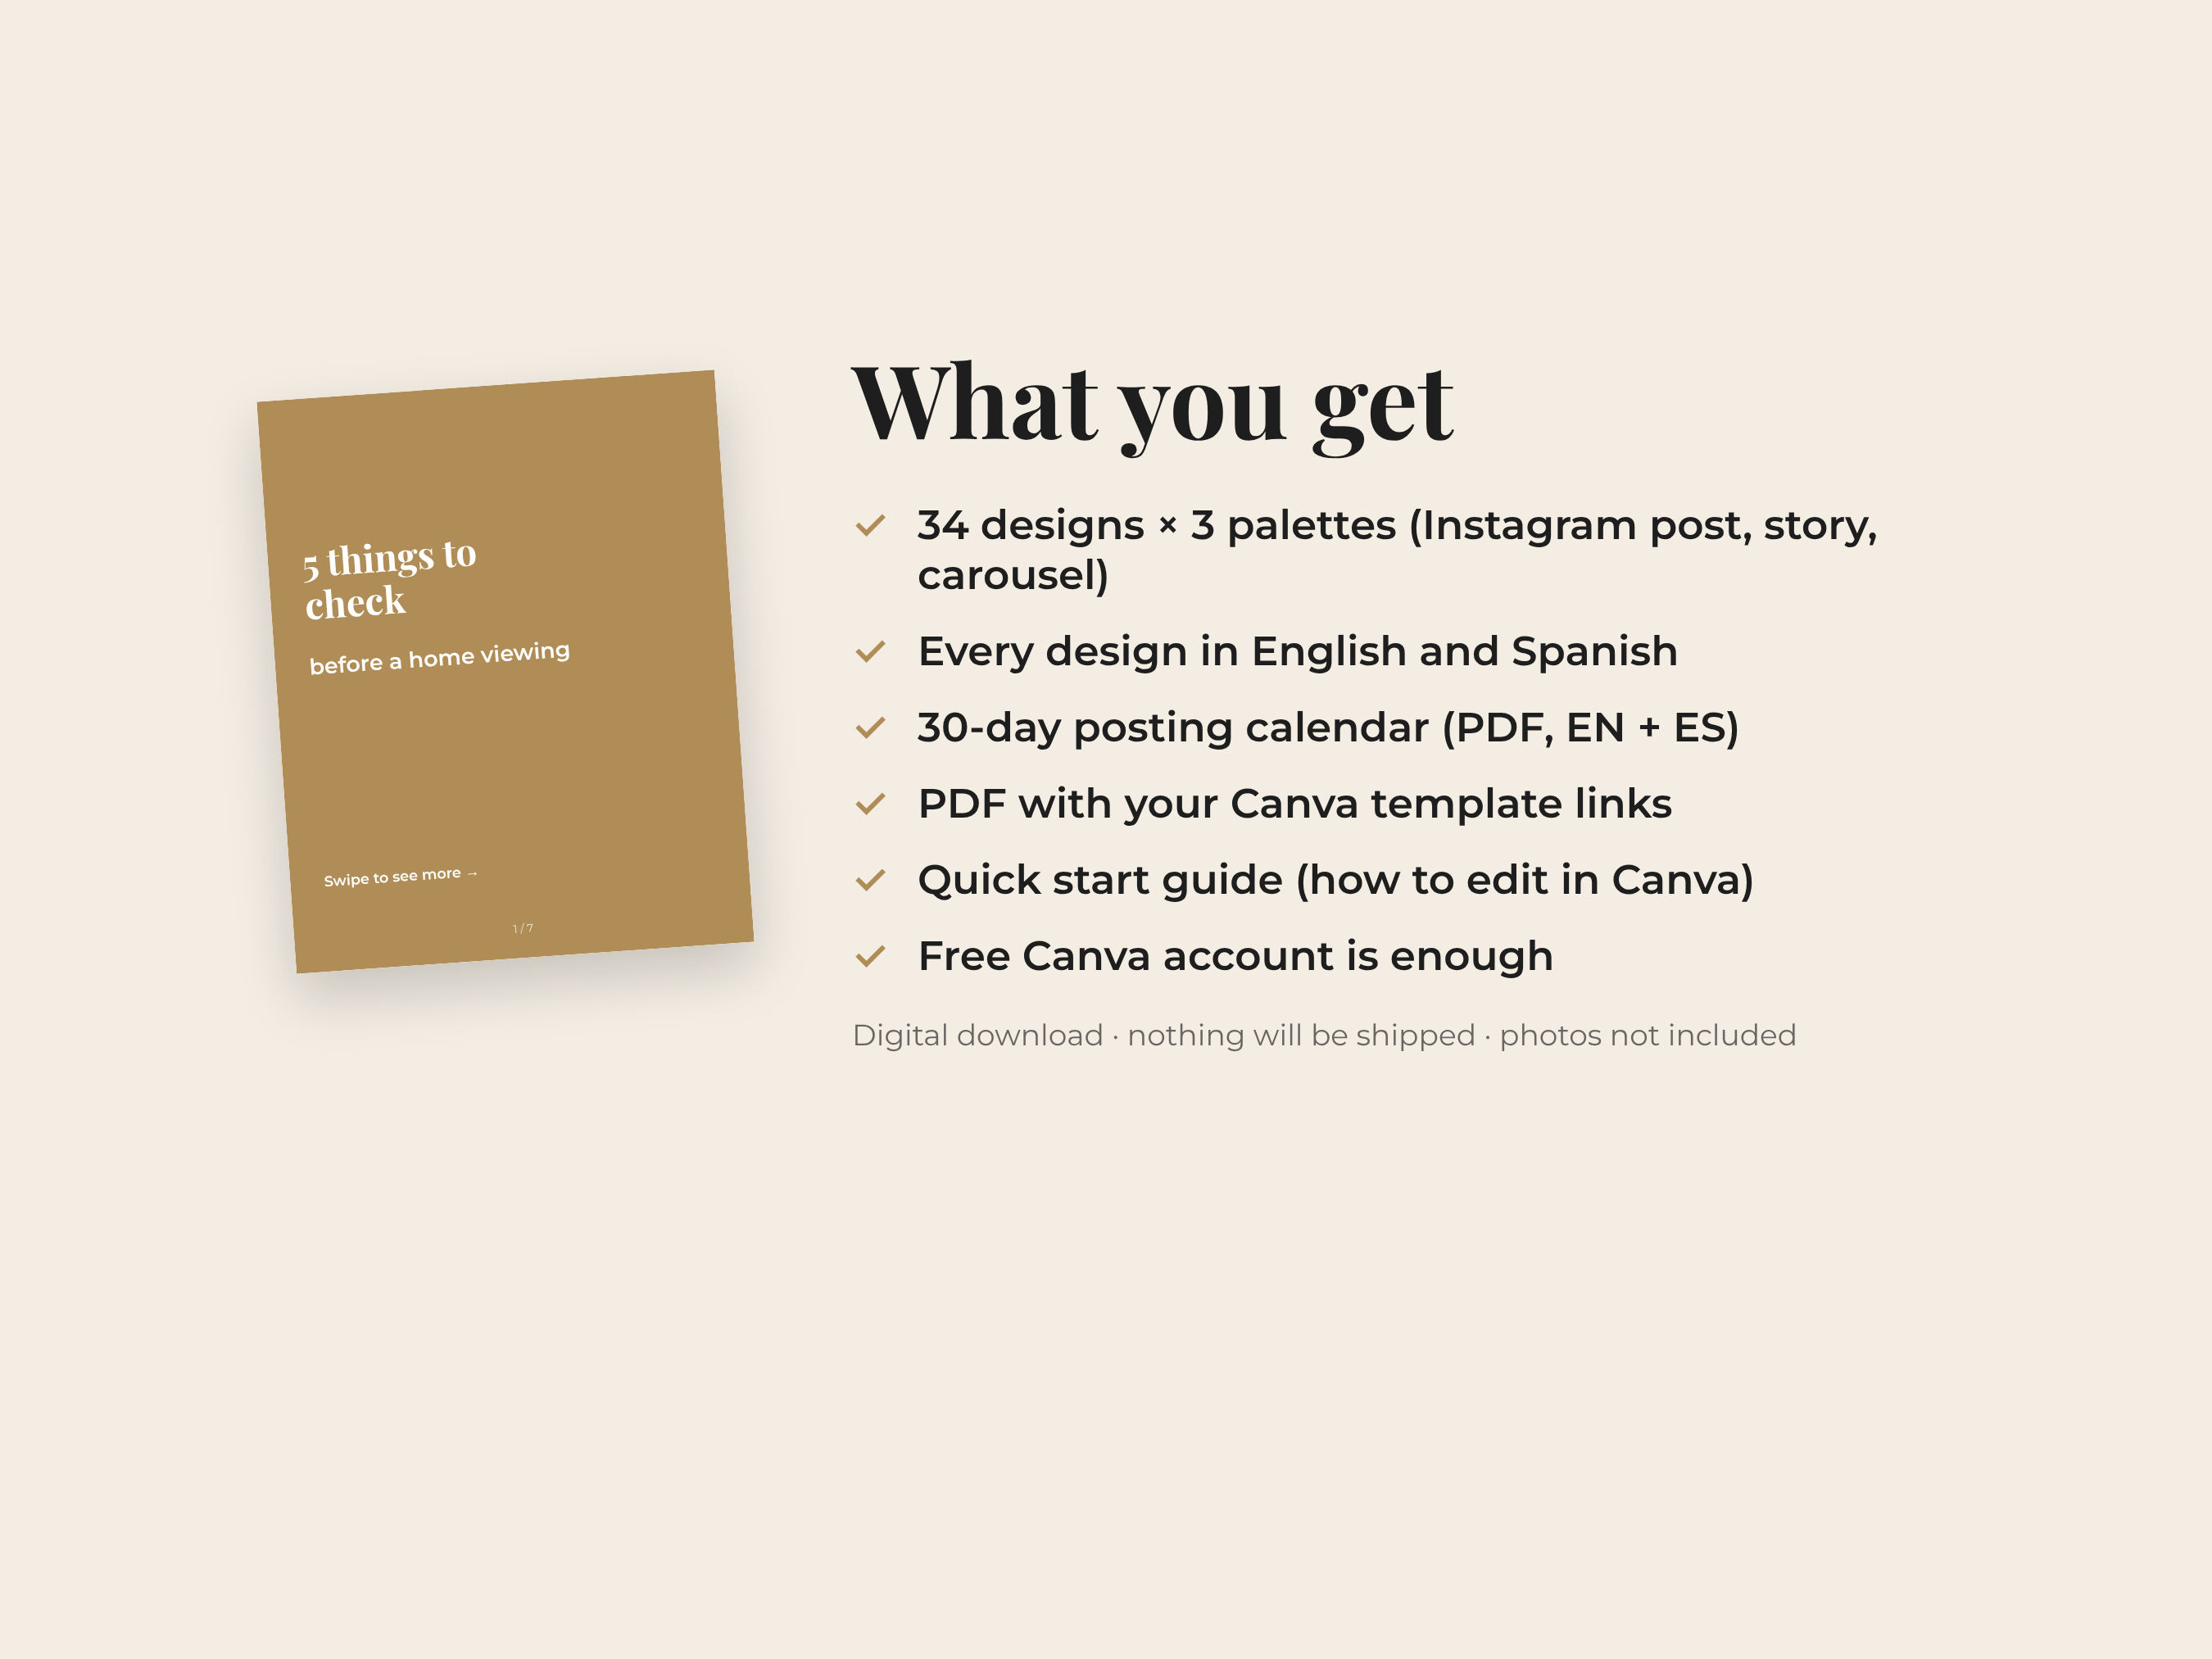 5 things to
check
before a home viewing
Swipe to see more →
1 / 7
What you get
34 designs × 3 palettes (Instagram post, story,
carousel)
Every design in English and Spanish
30-day posting calendar (PDF, EN + ES)
PDF with your Canva template links
Quick start guide (how to edit in Canva)
Free Canva account is enough
Digital download · nothing will be shipped · photos not included